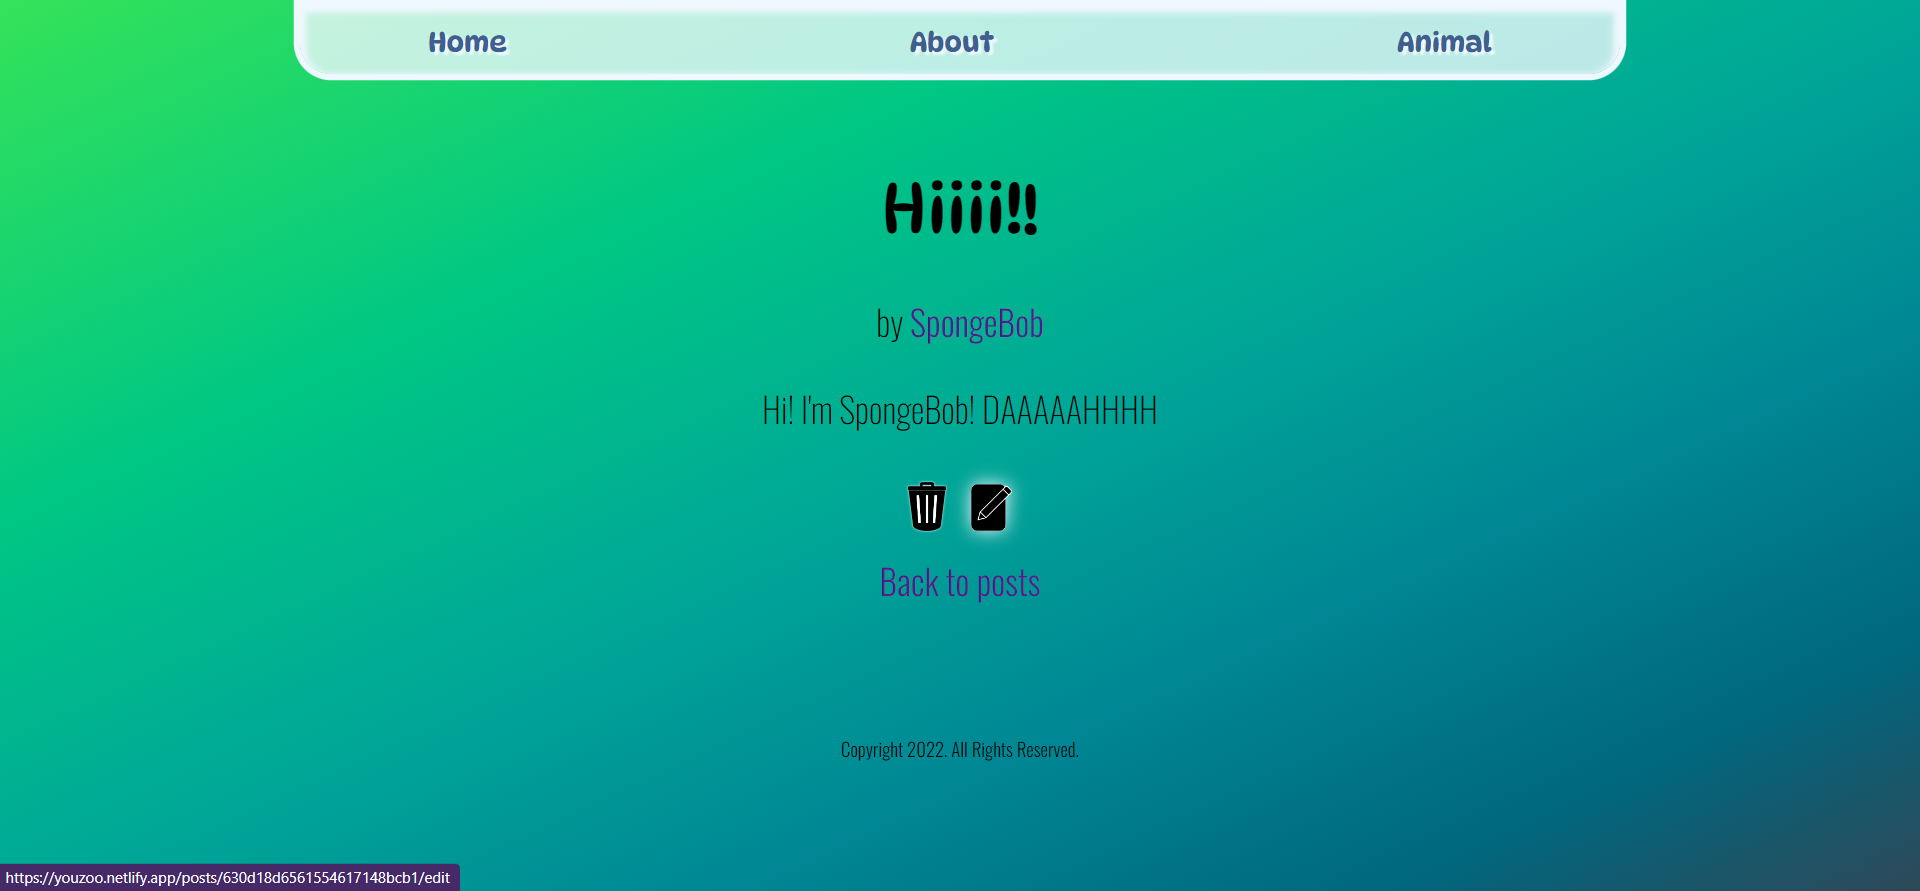 Home About Animal
Hiiii!!
by SpongeBob
Hi! I'm SpongeBob! DAAAAAHHHH
Back to posts
Copyright 2022. All Rights Reserved.
https://youzoo.netlify.app/posts/630d18d6561554617148bcb1/edit